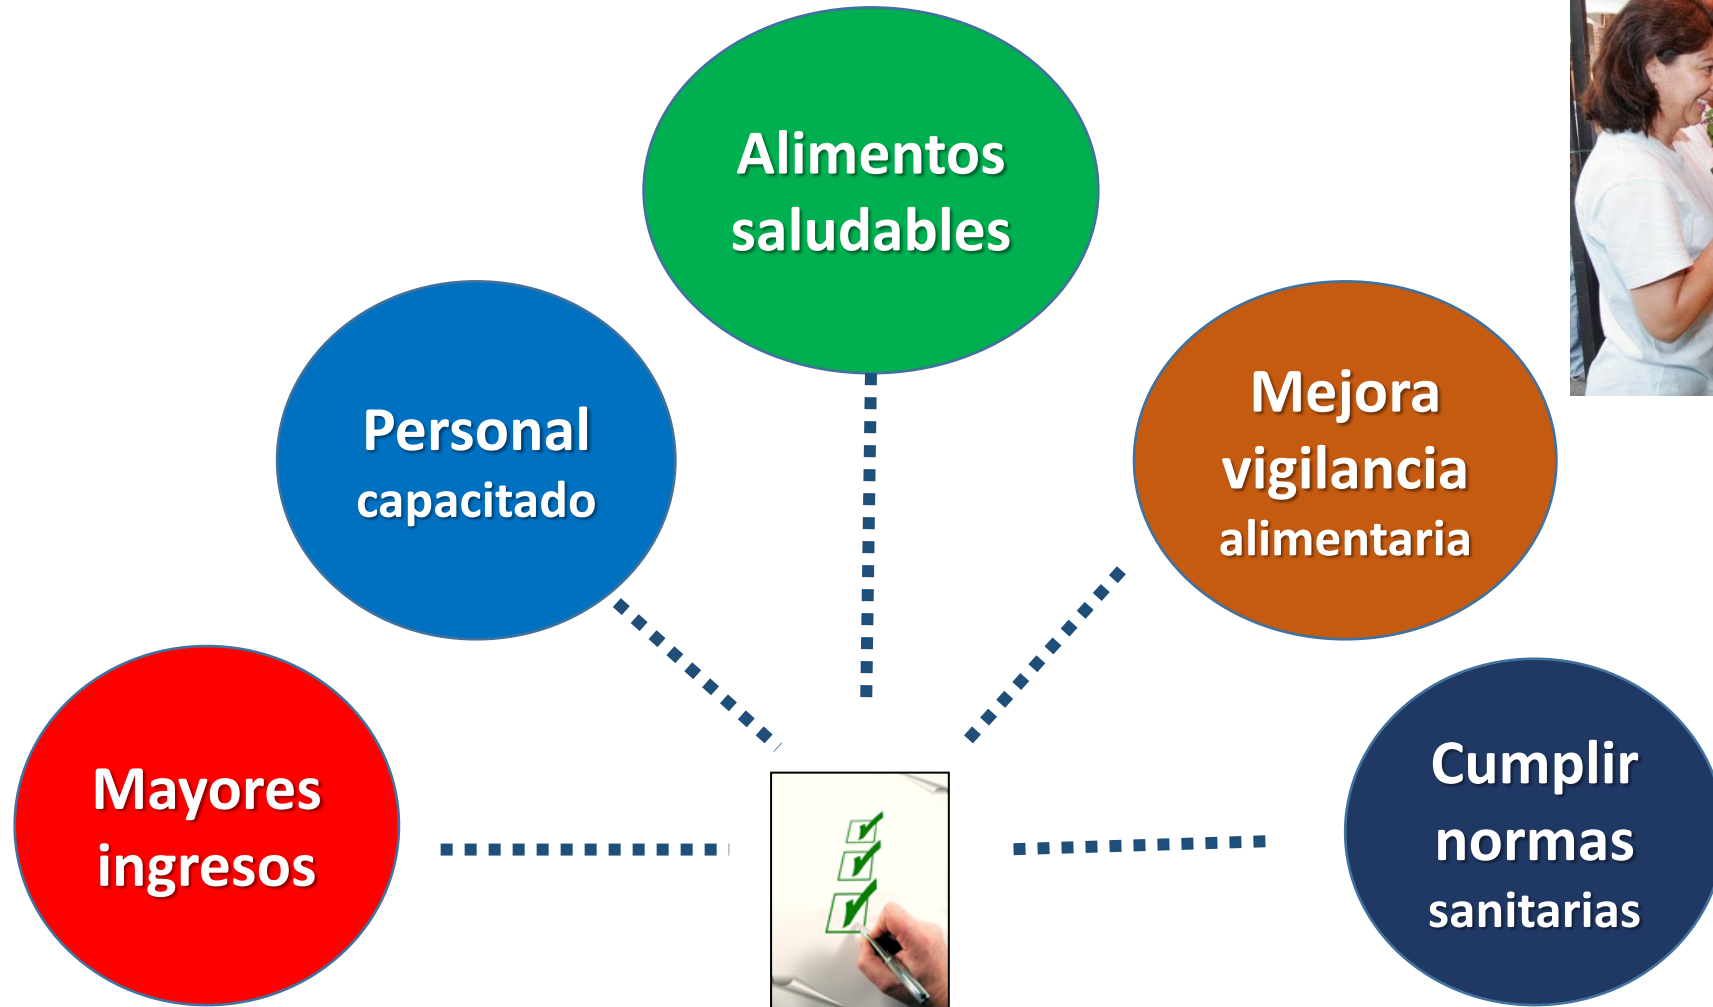 Alimentos
saludables
Personal
capacitado
Mejora
vigilancia
alimentaria
Mayores
ingresos
Cumplir
normas
sanitarias